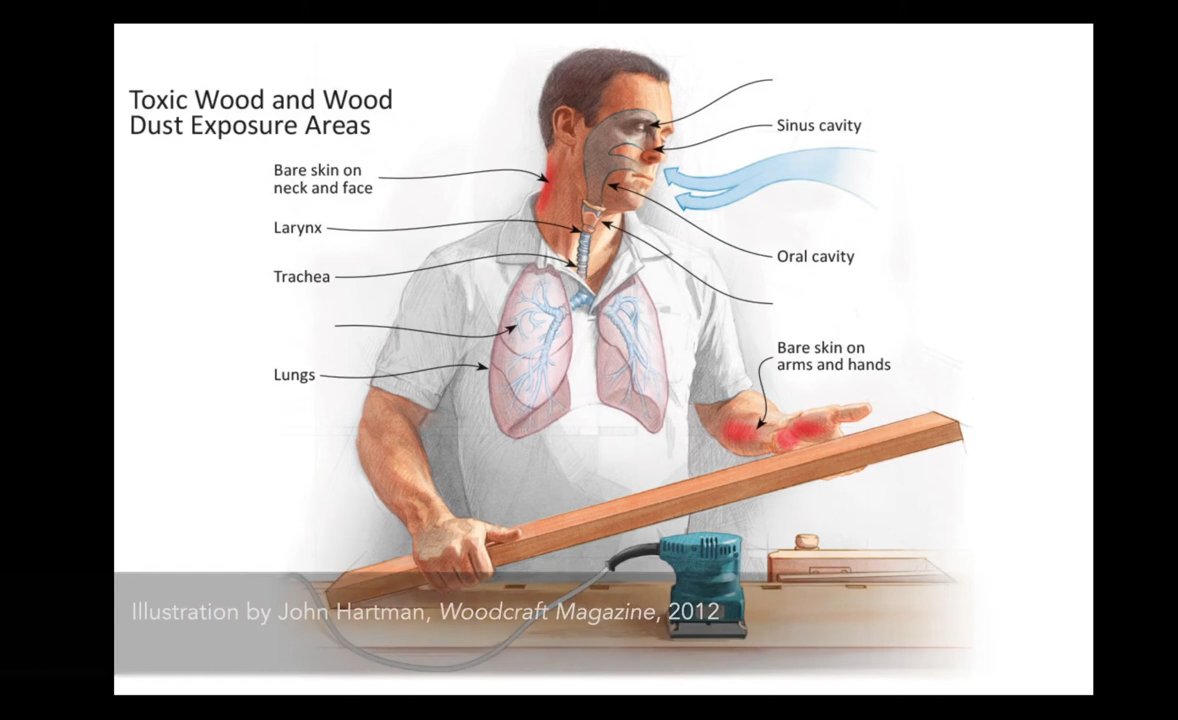 Toxic Wood and Wood
Dust Exposure Areas
Sinus cavity
Bare skin on
neck and face
Larynx
Oral cavity
Trachea
Bare skin on
arms and hands
Lungs
Illustration by John Hartman, Woodcraft Magazine, 2012